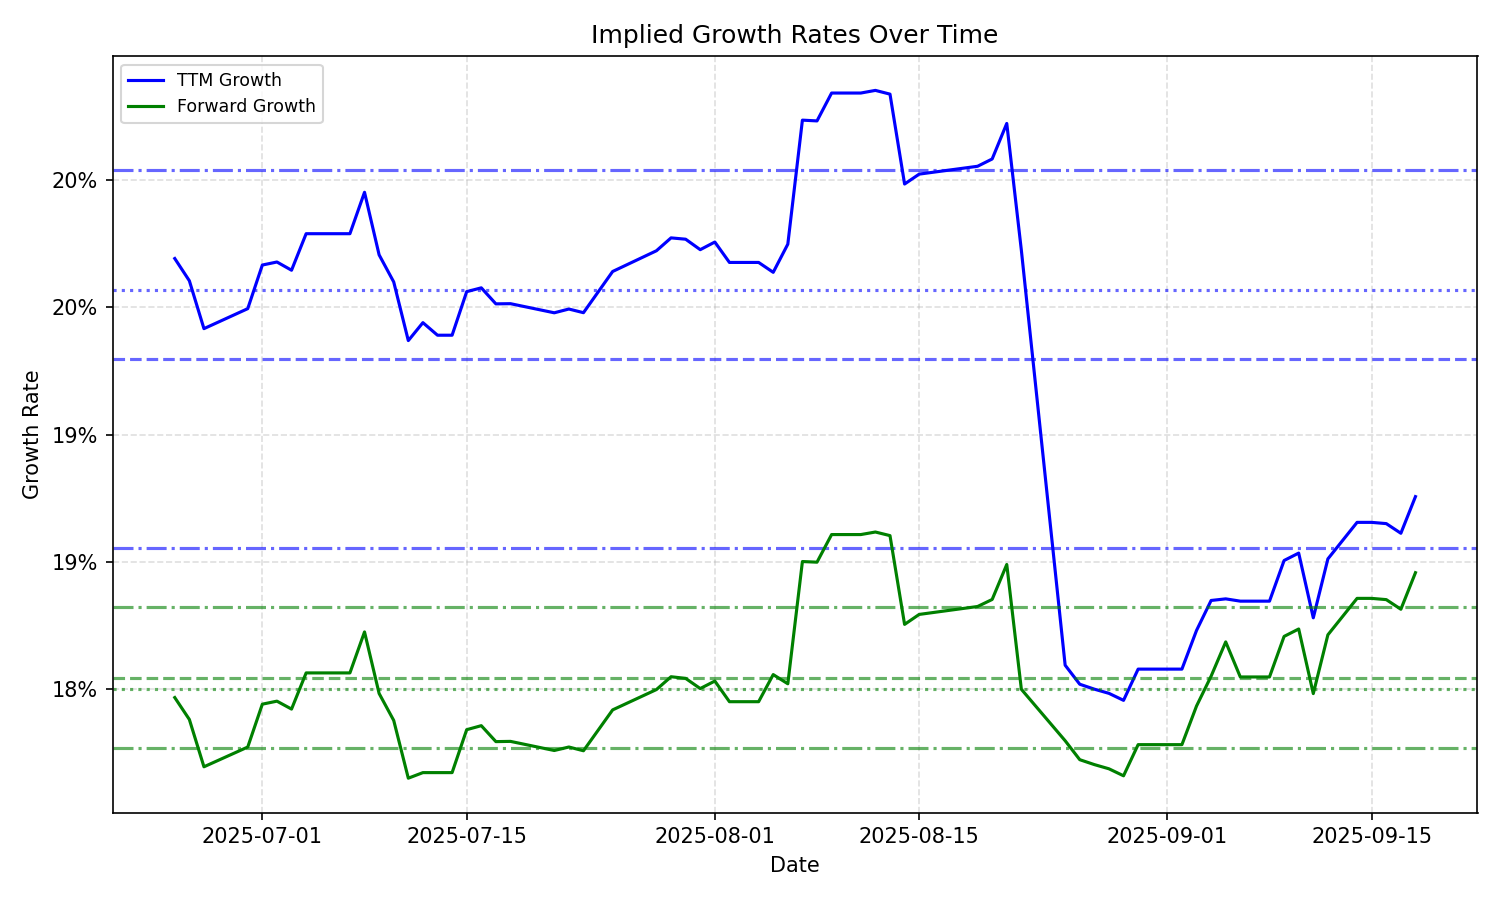 Implied Growth Rates Over Time
TTM Growth
Forward Growth
20%
20%
19%
19%
18%
Growth Rate
2025-07-01
2025-07-15
2025-08-01
2025-08-15
2025-09-01
2025-09-15
Date